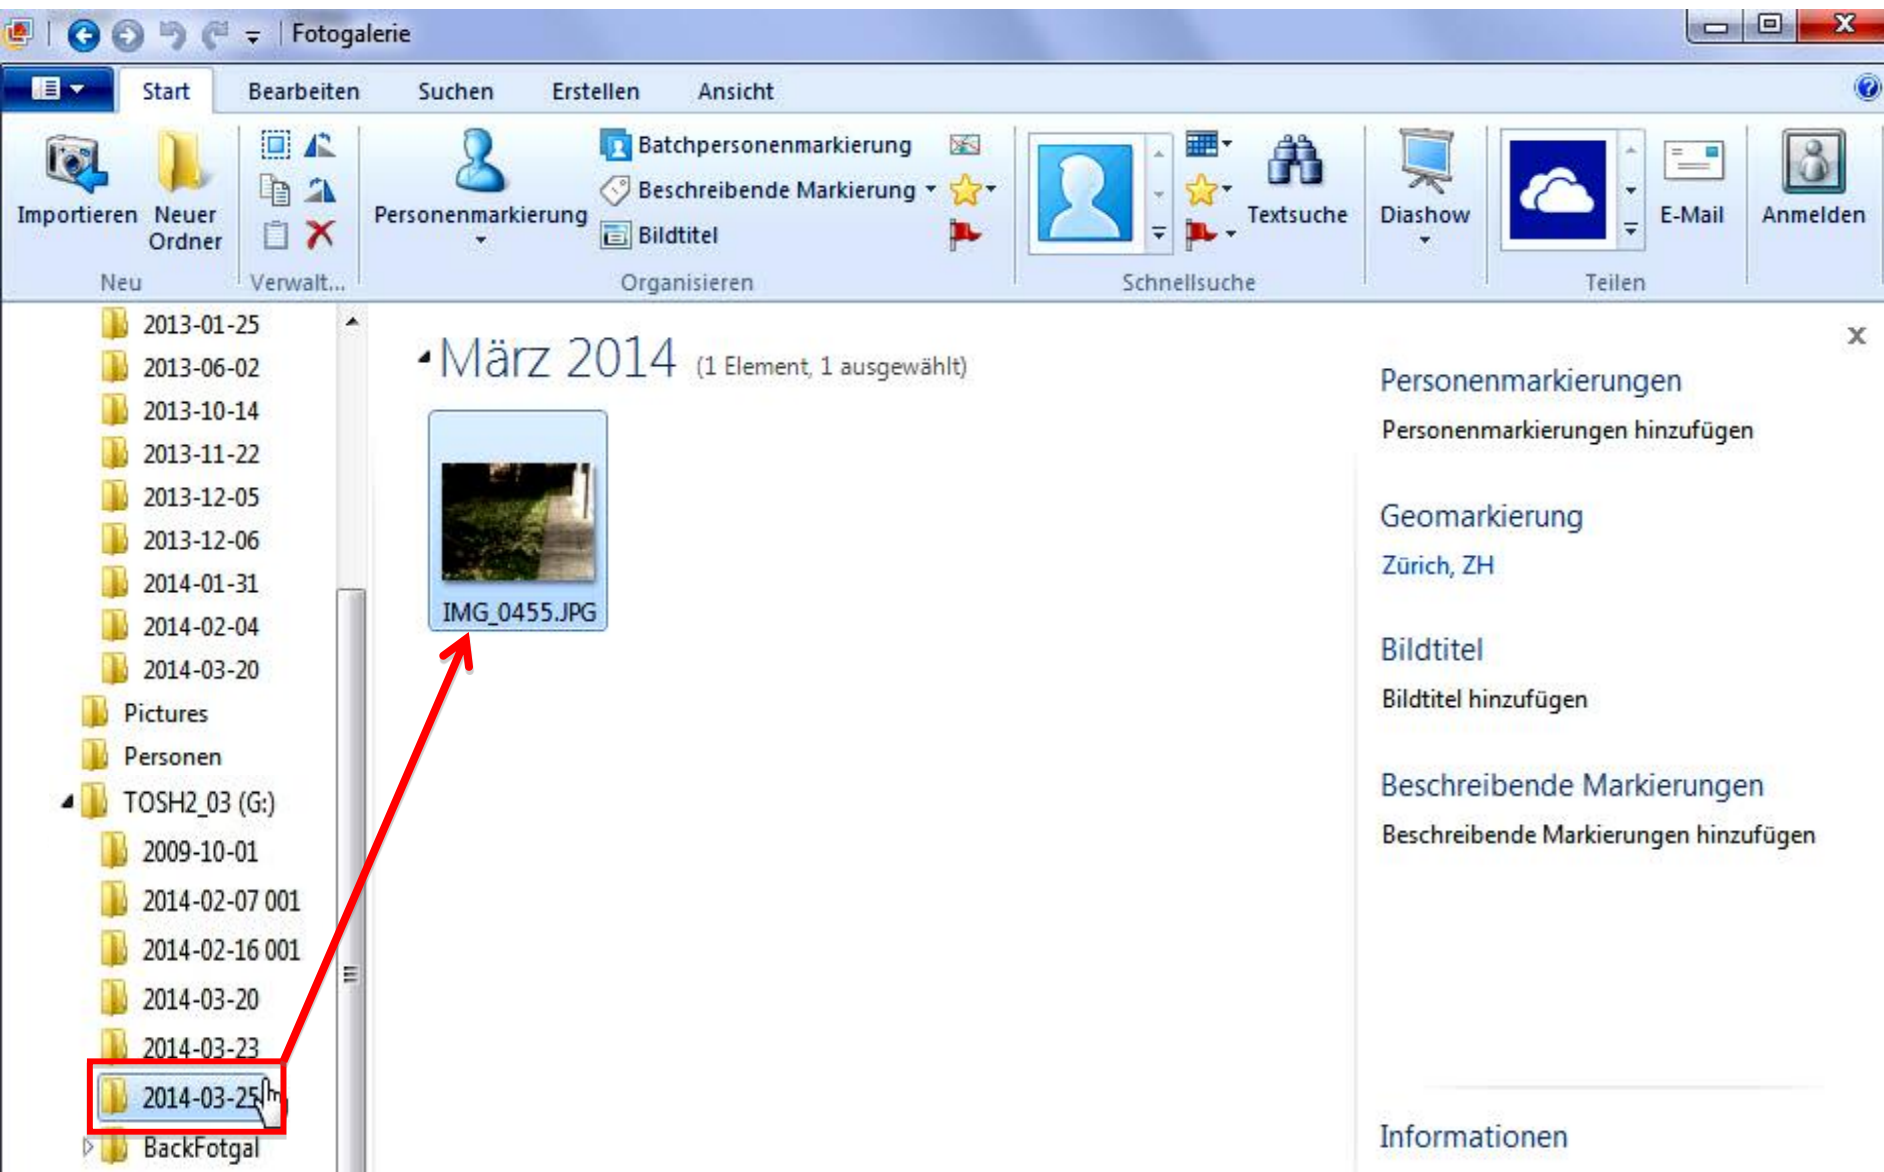 Fotogalerie
Start Bearbeiten Suchen Erstellen Ansicht
Importieren
Neuer
Ordner
Personenmarkierung
Batchpersonenmarkierung
Beschreibende Markierung
Bildtitel
Textsuche
Diashow
E-Mail
Anmelden
Neu Verwalt... Organisieren Schnellsuche Teilen
2013-01-25
2013-06-02
2013-10-14
2013-11-22
2013-12-05
2013-12-06
2014-01-31
2014-02-04
2014-03-20
Pictures
Personen
TOSH2_03 (G:)
2009-10-01
2014-02-07 001
2014-02-16 001
2014-03-20
2014-03-23
2014-03-25
BackFotgal
März 2014 (1 Element, 1 ausgewählt)
IMG_0455.JPG
Personenmarkierungen
Personenmarkierungen hinzufügen
Geomarkierung
Zürich, ZH
Bildtitel
Bildtitel hinzufügen
Beschreibende Markierungen
Beschreibende Markierungen hinzufügen
Informationen